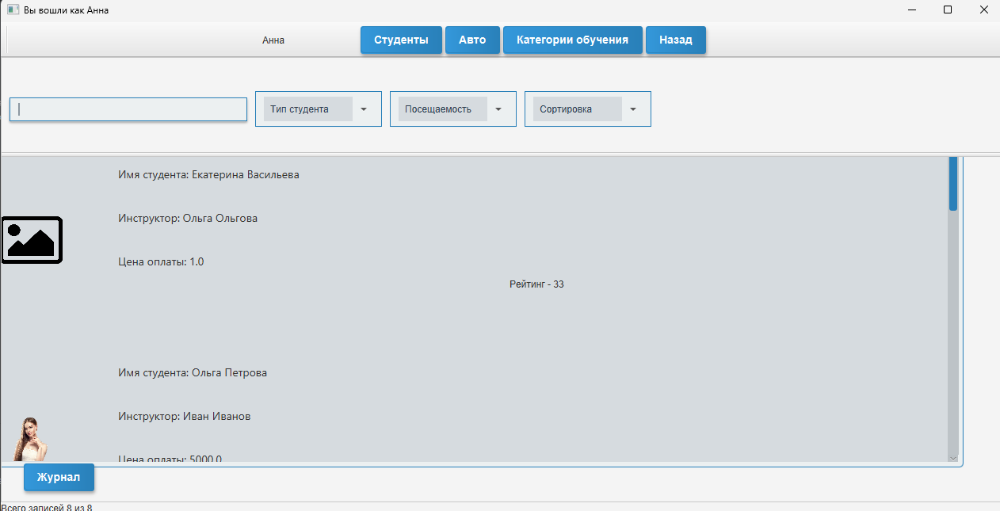 Вы вошли как Анна
Анна Студенты Авто Категории обучения Назад
Тип студента Посещаемость Сортировка
Имя студента: Екатерина Васильева
Инструктор: Ольга Ольгова
Цена оплаты: 1.0
Рейтинг - 33
Имя студента: Ольга Петрова
Инструктор: Иван Иванов
Цена оплаты: 5000.0
Журнал
Всего записей 8 из 8